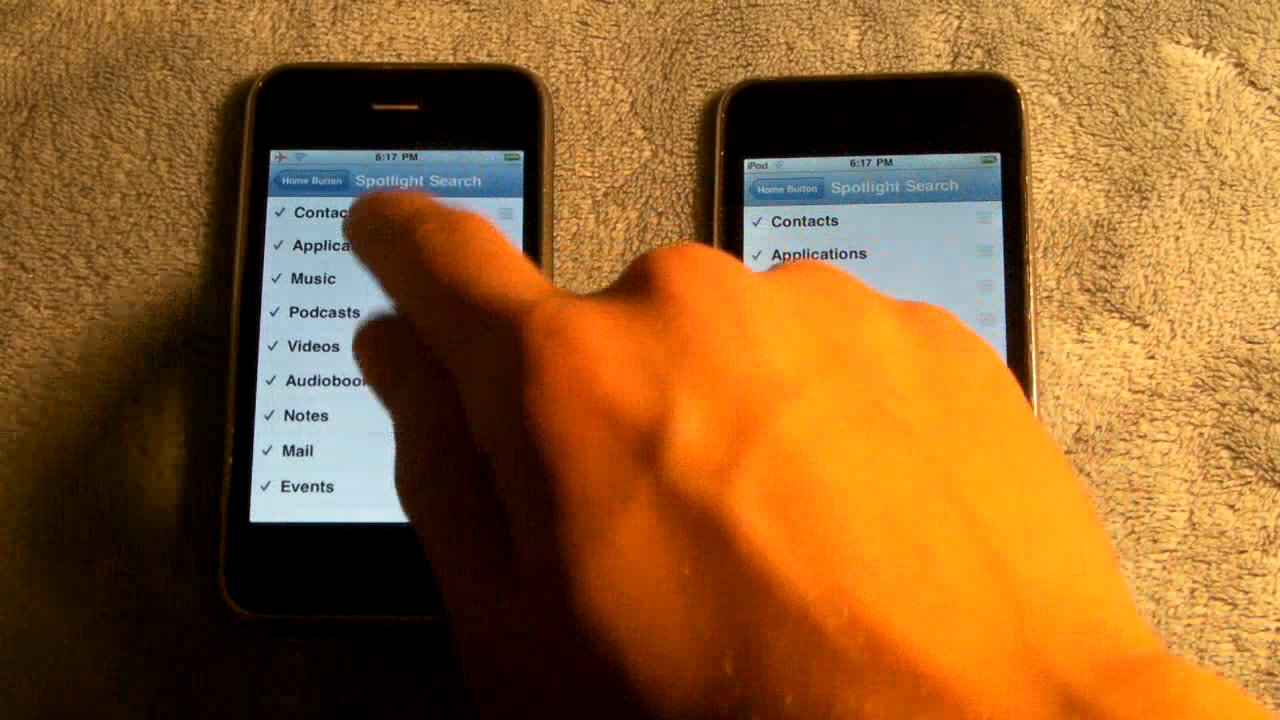 6:17 PM
Home Button Spotlight Search
Contacts
Music
Podcasts
Videos
Notes
Mail
Events
iPod 6:17 PM
Home Button Spotlight Search
Contacts
Applications